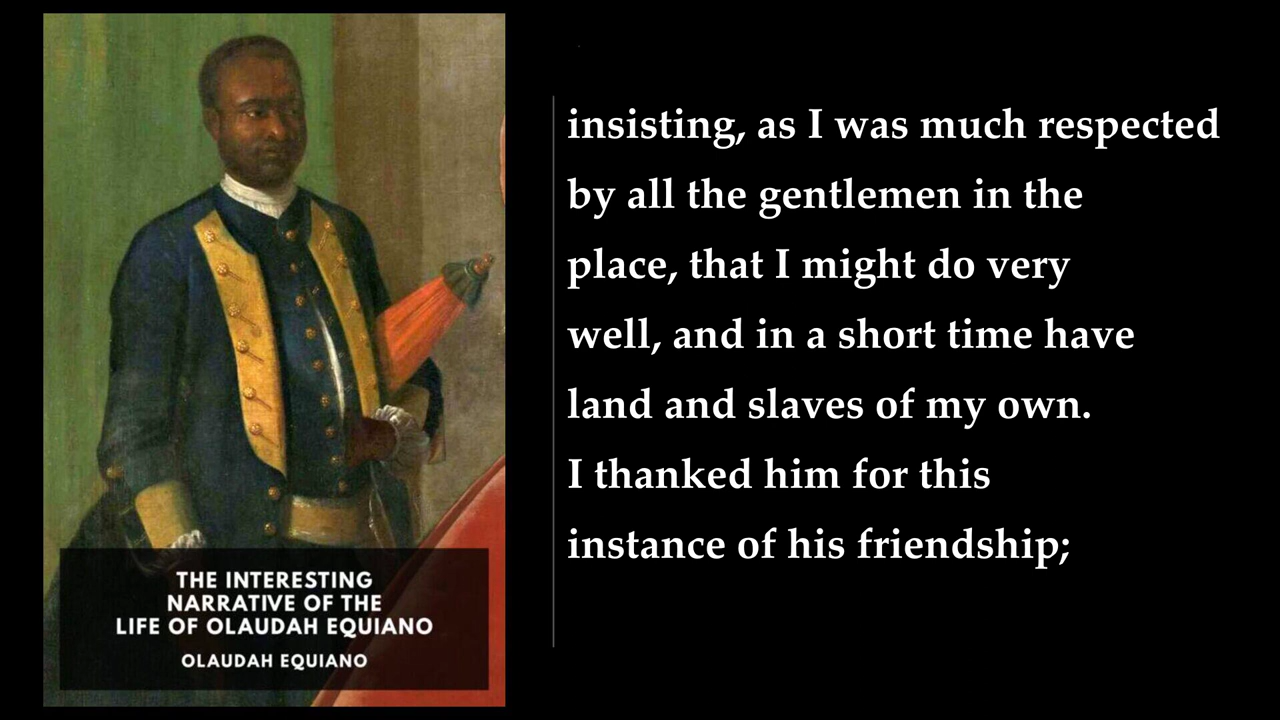 THE INTERESTING
NARRATIVE OF THE
LIFE OF OLAUDAH EQUIANO
OLAUDAH EQUIANO
insisting, as I was much respected
by all the gentlemen in the
place, that I might do very
well, and in a short time have
land and slaves of my own.
I thanked him for this
instance of his friendship;